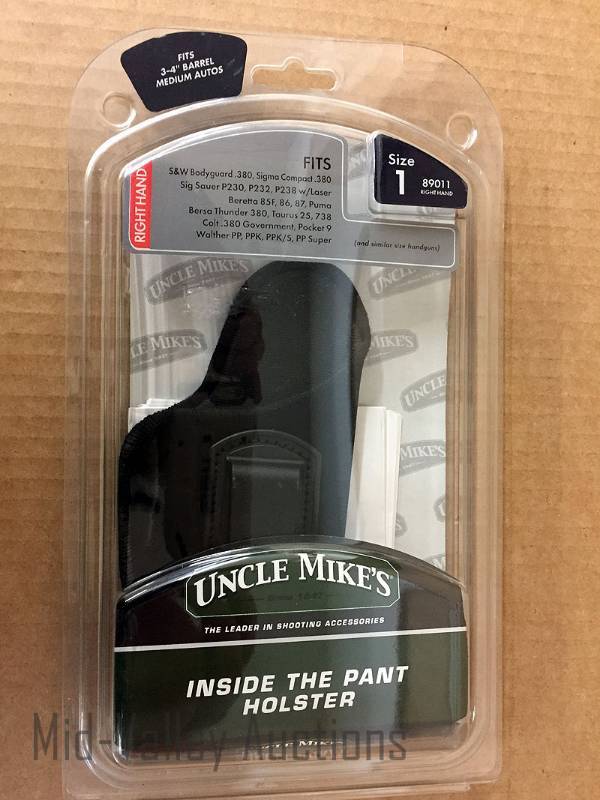 FITS
3-4" BARREL
MEDIUM AUTOS
RIGHT HAND
FITS
S&W Bodyguard .380, Sigma Compact .380
Sig Sauer P230, P232, P238 w/Laser
Beretta 85F, 86, 87, Puma
Bersa Thunder 380, Taurus 25, 738
Colt .380 Government, Pocket 9
Walther PP, PPK, PPK/S, PP Super
(and similar size handguns)
Size
1
89011
RIGHT HAND
UNCLE MIKE'S
UNCLE
LE MIKE'S
MIKE'S
UNCLE
MIKE'S
UNCLE MIKE'S
THE LEADER IN SHOOTING ACCESSORIES
INSIDE THE PANT
HOLSTER
Mid-Valley Auctions
UNCLE MIKE'S